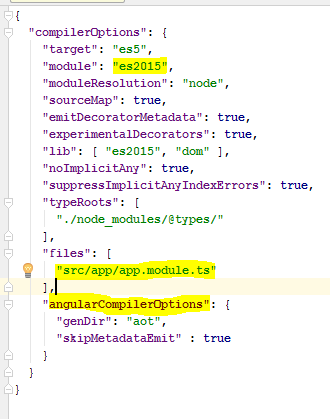 {
"compilerOptions": {
"target": "es5",
"module": "es2015",
"moduleResolution": "node",
"sourceMap": true,
"emitDecoratorMetadata": true,
"experimentalDecorators": true,
"lib": [ "es2015", "dom" ],
"noImplicitAny": true,
"suppressImplicitAnyIndexErrors": true,
"typeRoots": [
"./node_modules/@types/"
],
"files": [
"src/app/app.module.ts"
],
"angularCompilerOptions": {
"genDir": "aot",
"skipMetadataEmit" : true
}
}
}